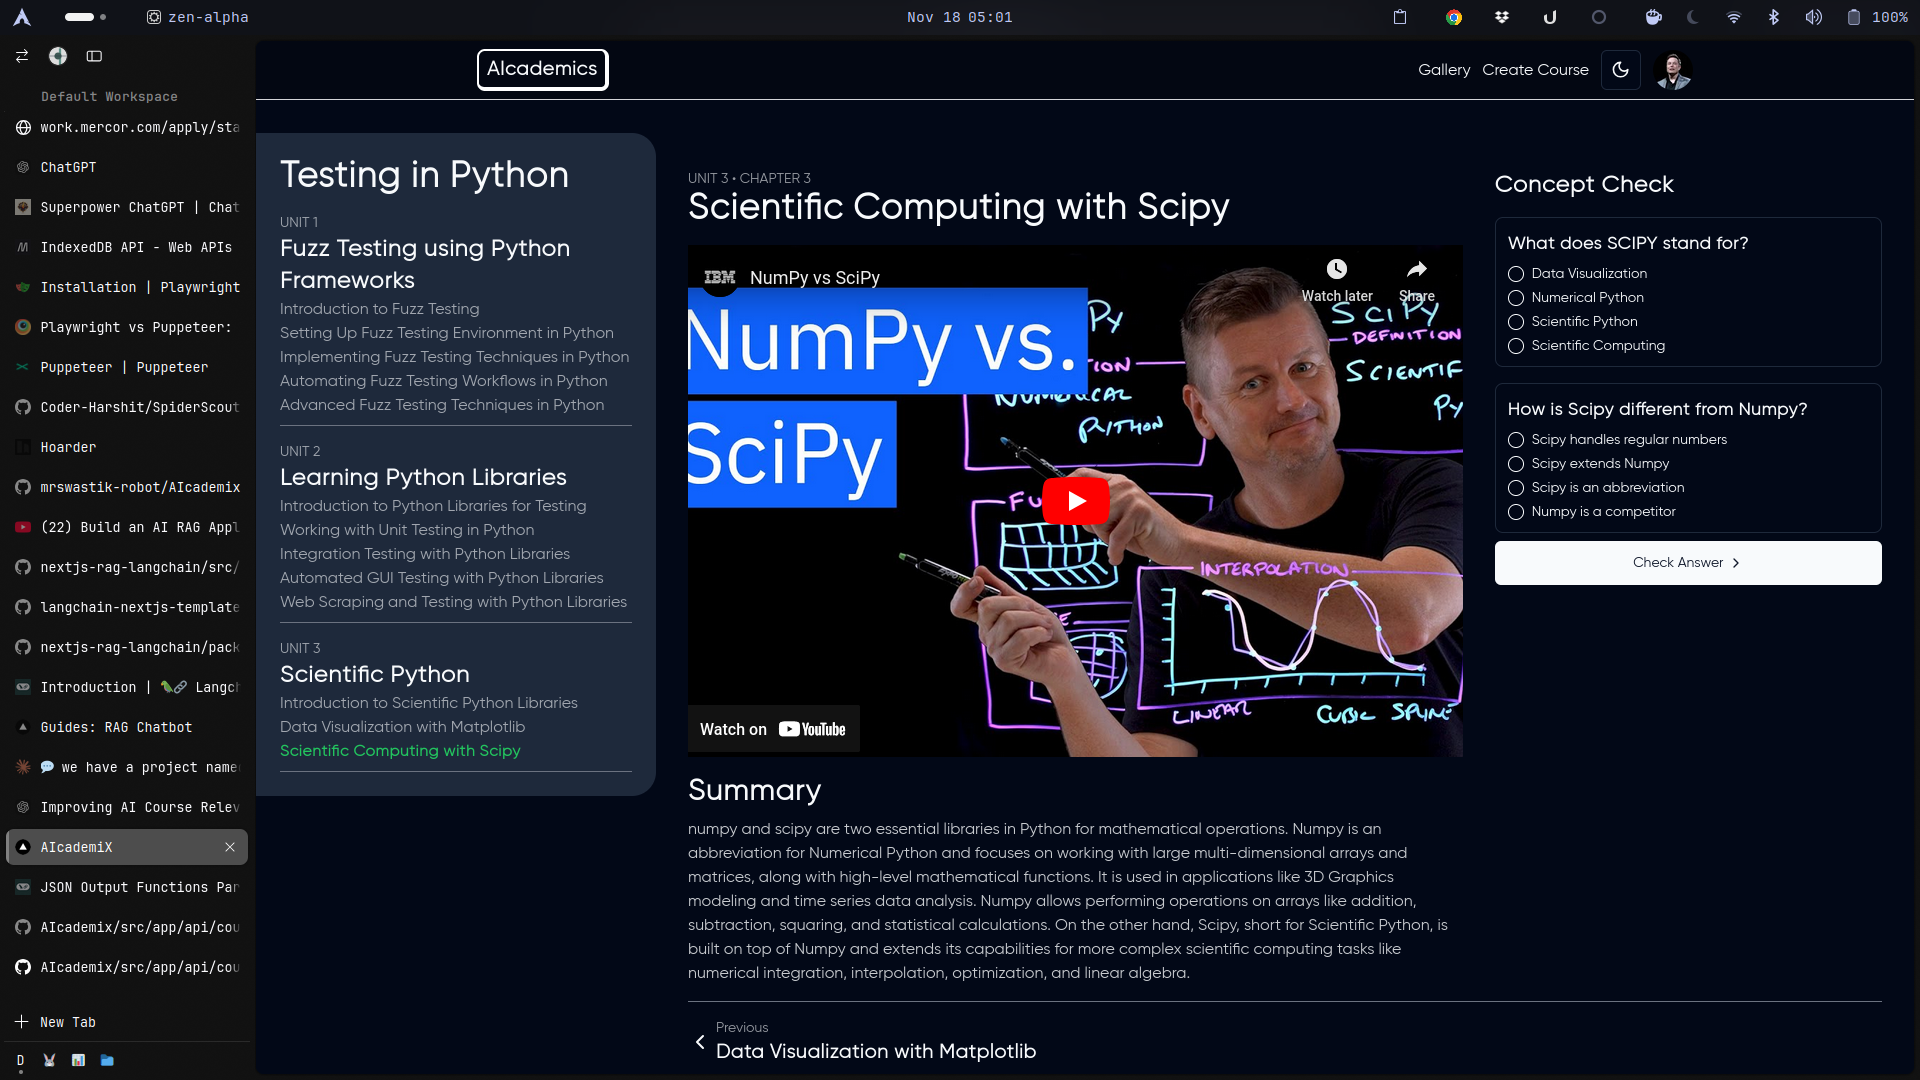 zen-alpha
Nov 18 05:01
100%
Default Workspace
work.mercor.com/apply/sta
ChatGPT
Superpower ChatGPT | Chat
IndexedDB API - Web APIs
Installation | Playwright
Playwright vs Puppeteer:
Puppeteer | Puppeteer
Coder-Harshit/SpiderScout
Hoarder
mrswastik-robot/AIcademix
(22) Build an AI RAG Appl
nextjs-rag-langchain/src/
langchain-nextjs-template
nextjs-rag-langchain/pack
Introduction | 🦜🔗 Langch
Guides: RAG Chatbot
💬 we have a project name
Improving AI Course Relev
AIcademiX
JSON Output Functions Par
AIcademix/src/app/api/cou
AIcademix/src/app/api/cou
New Tab
D
AIcademics
Gallery Create Course
Testing in Python
UNIT 1
Fuzz Testing using Python
Frameworks
Introduction to Fuzz Testing
Setting Up Fuzz Testing Environment in Python
Implementing Fuzz Testing Techniques in Python
Automating Fuzz Testing Workflows in Python
Advanced Fuzz Testing Techniques in Python
UNIT 2
Learning Python Libraries
Introduction to Python Libraries for Testing
Working with Unit Testing in Python
Integration Testing with Python Libraries
Automated GUI Testing with Python Libraries
Web Scraping and Testing with Python Libraries
UNIT 3
Scientific Python
Introduction to Scientific Python Libraries
Data Visualization with Matplotlib
Scientific Computing with Scipy
UNIT 3 • CHAPTER 3
Scientific Computing with Scipy
IBM
NumPy vs SciPy
Watch later
Share
NumPy vs.
SciPy
Py
SCIPY
DEFINITION
SCIENTIF
PY
NUMERICAL
PYTHON
INTERPOLATION
LINEAR
CUBIC SPLINE
Watch on YouTube
Summary
numpy and scipy are two essential libraries in Python for mathematical operations. Numpy is an
abbreviation for Numerical Python and focuses on working with large multi-dimensional arrays and
matrices, along with high-level mathematical functions. It is used in applications like 3D Graphics
modeling and time series data analysis. Numpy allows performing operations on arrays like addition,
subtraction, squaring, and statistical calculations. On the other hand, Scipy, short for Scientific Python, is
built on top of Numpy and extends its capabilities for more complex scientific computing tasks like
numerical integration, interpolation, optimization, and linear algebra.
Previous
Data Visualization with Matplotlib
Concept Check
What does SCIPY stand for?
Data Visualization
Numerical Python
Scientific Python
Scientific Computing
How is Scipy different from Numpy?
Scipy handles regular numbers
Scipy extends Numpy
Scipy is an abbreviation
Numpy is a competitor
Check Answer